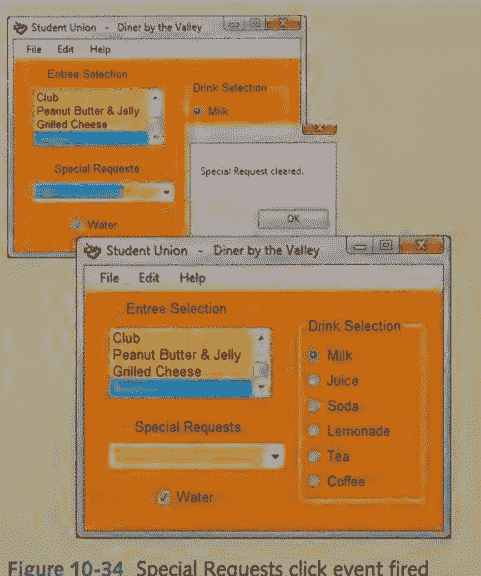 Student Union - Diner by the Valley
File Edit Help
Entree Selection
Club
Peanut Butter & Jelly
Grilled Cheese
Drink Selection
Milk
Special Requests
Water
Special Request cleared.
OK
Student Union - Diner by the Valley
File Edit Help
Entree Selection
Club
Peanut Butter & Jelly
Grilled Cheese
Special Requests
Water
Drink Selection
Milk
Juice
Soda
Lemonade
Tea
Coffee
Figure 10-34 Special Requests click event fired